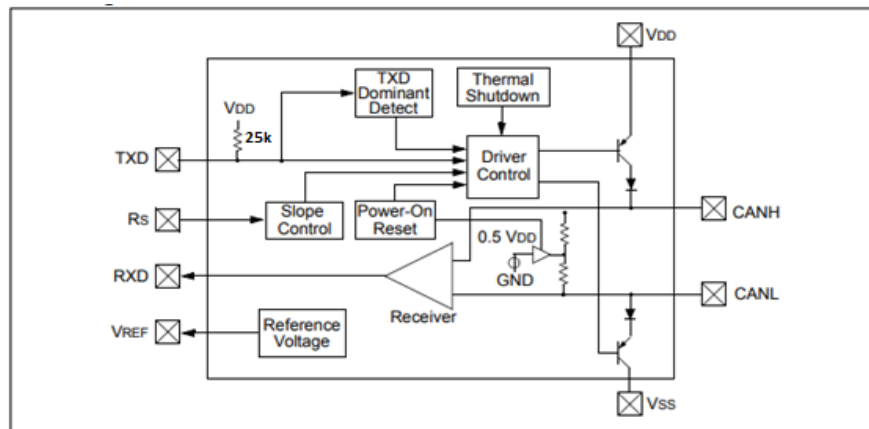 VDD
TXD
Dominant
Detect
Thermal
Shutdown
VDD
25k
TXD
Driver
Control
RS
Slope
Control
Power-On
Reset
CANH
0.5 VDD
GND
RXD
Receiver
CANL
VREF
Reference
Voltage
VSS